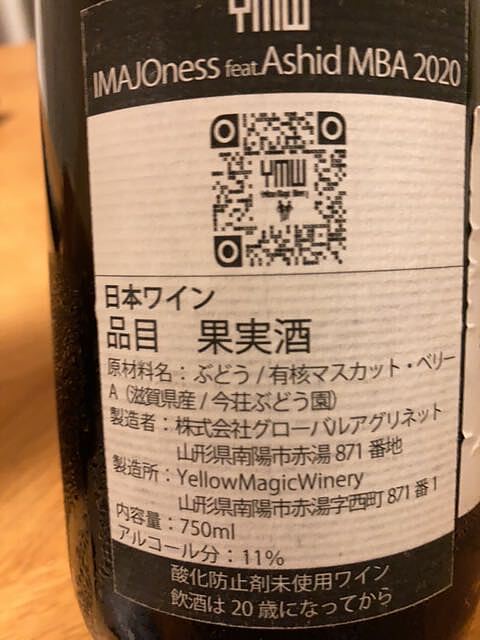 YMW
IMAJOness feat.Ashid MBA 2020
YMW
日本ワイン
品目 果実酒
原材料名：ぶどう / 有核マスカット・ベリー
A（滋賀県産 / 今荘ぶどう園）
製造者：株式会社グローバルアグリネット
山形県南陽市赤湯 871 番地
製造所：YellowMagicWinery
山形県南陽市赤湯字西町 871 番 1
内容量：750ml
アルコール分：11%
酸化防止剤未使用ワイン
飲酒は 20 歳になってから